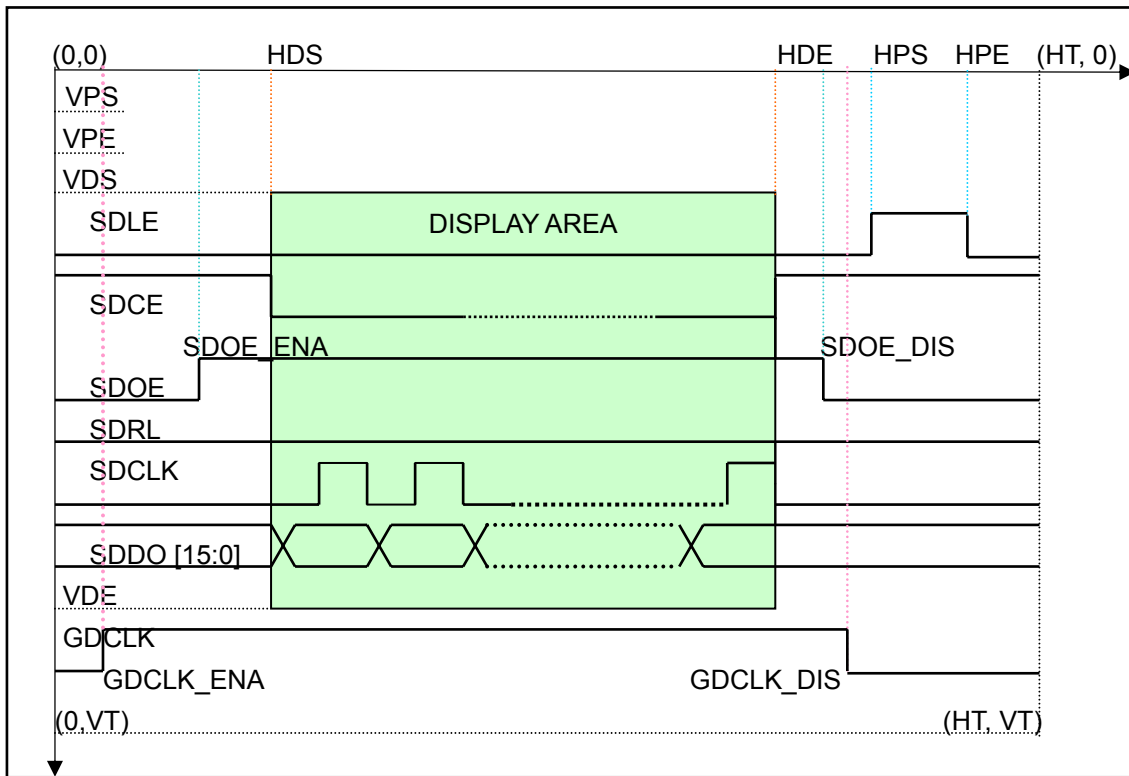 (0,0) HDS HDE HPS HPE (HT, 0)
VPS
VPE
VDS
SDLE DISPLAY AREA
SDCE
SDOE_ENA SDOE_DIS
SDOE
SDRL
SDCLK
SDDO [15:0]
VDE
GDCLK
GDCLK_ENA GDCLK_DIS
(0,VT) (HT, VT)